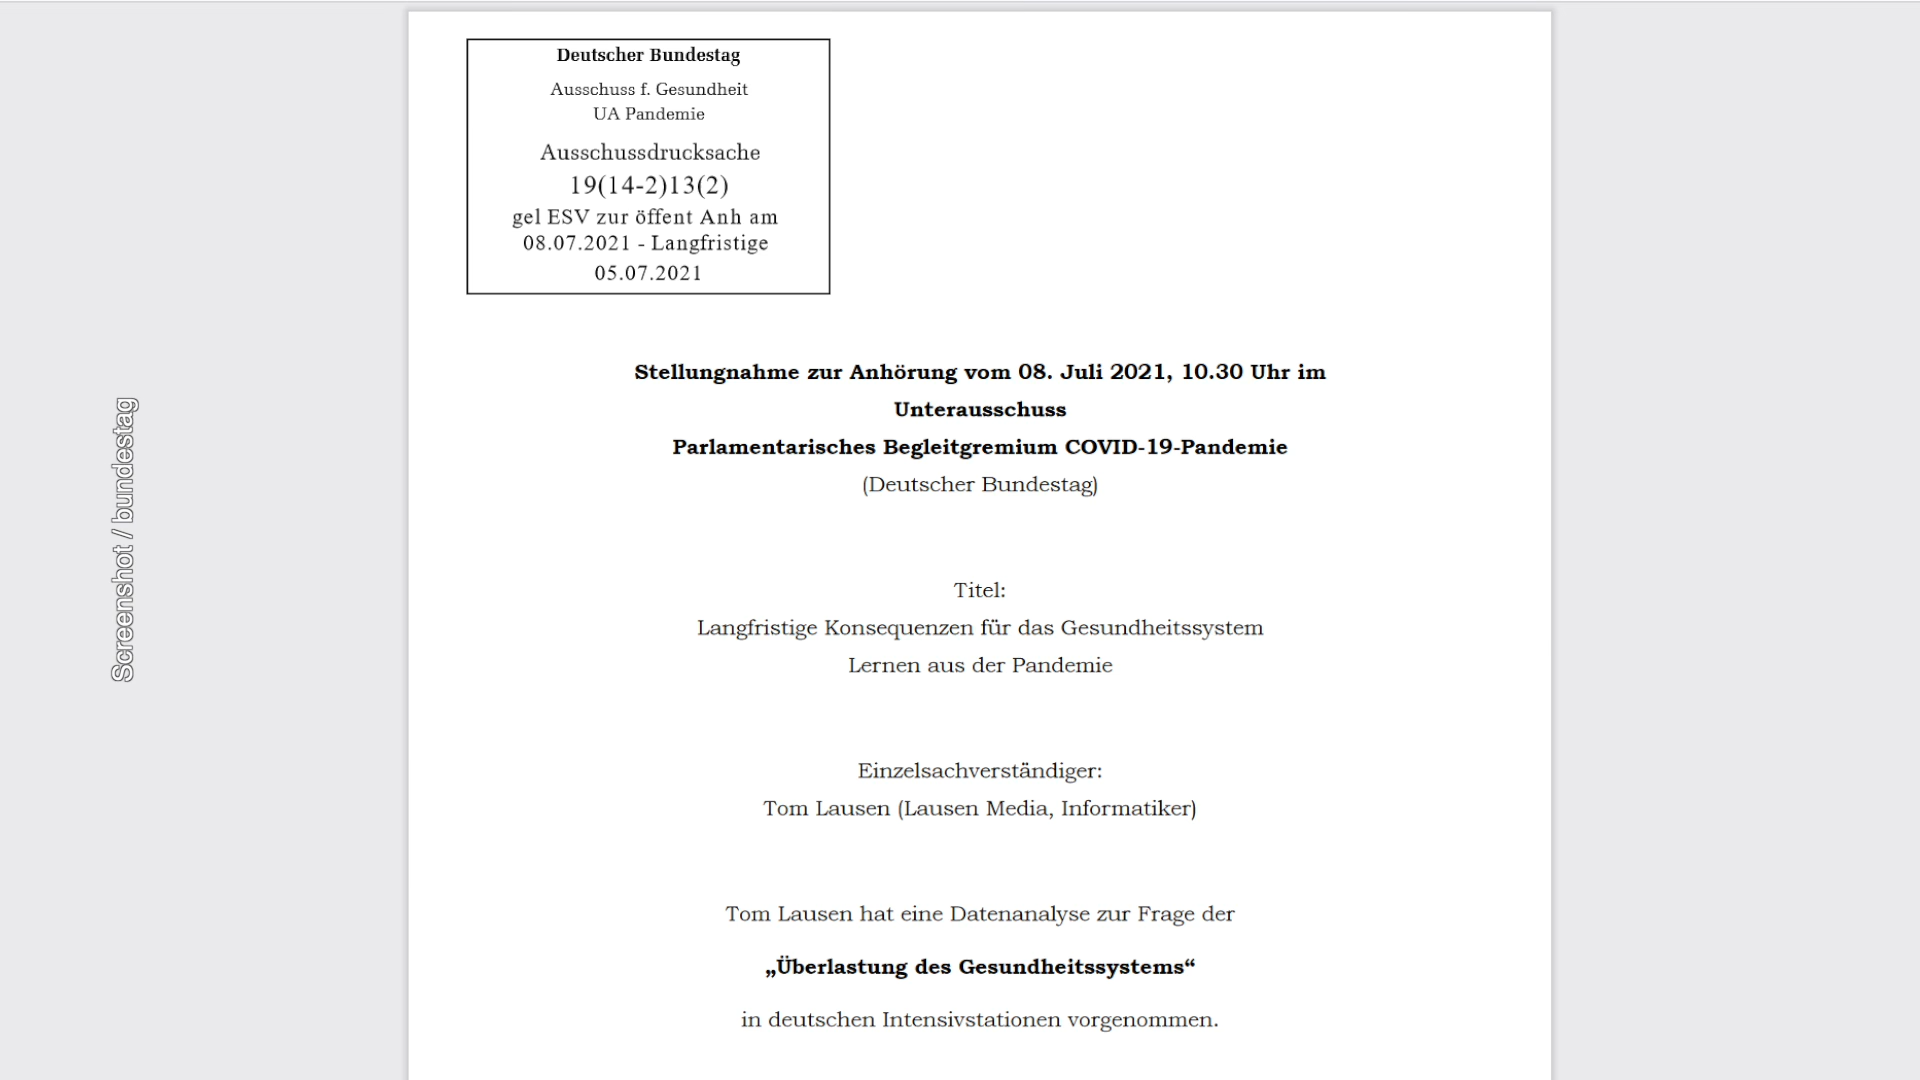 Deutscher Bundestag
Ausschuss f. Gesundheit
UA Pandemie
Ausschussdrucksache
19(14-2)13(2)
gel ESV zur öffent Anh am
08.07.2021 - Langfristige
05.07.2021
Stellungnahme zur Anhörung vom 08. Juli 2021, 10.30 Uhr im
Unterausschuss
Parlamentarisches Begleitgremium COVID-19-Pandemie
(Deutscher Bundestag)
Titel:
Langfristige Konsequenzen für das Gesundheitssystem
Lernen aus der Pandemie
Einzelsachverständiger:
Tom Lausen (Lausen Media, Informatiker)
Tom Lausen hat eine Datenanalyse zur Frage der
„Überlastung des Gesundheitssystems“
in deutschen Intensivstationen vorgenommen.
Screenshot / bundestag